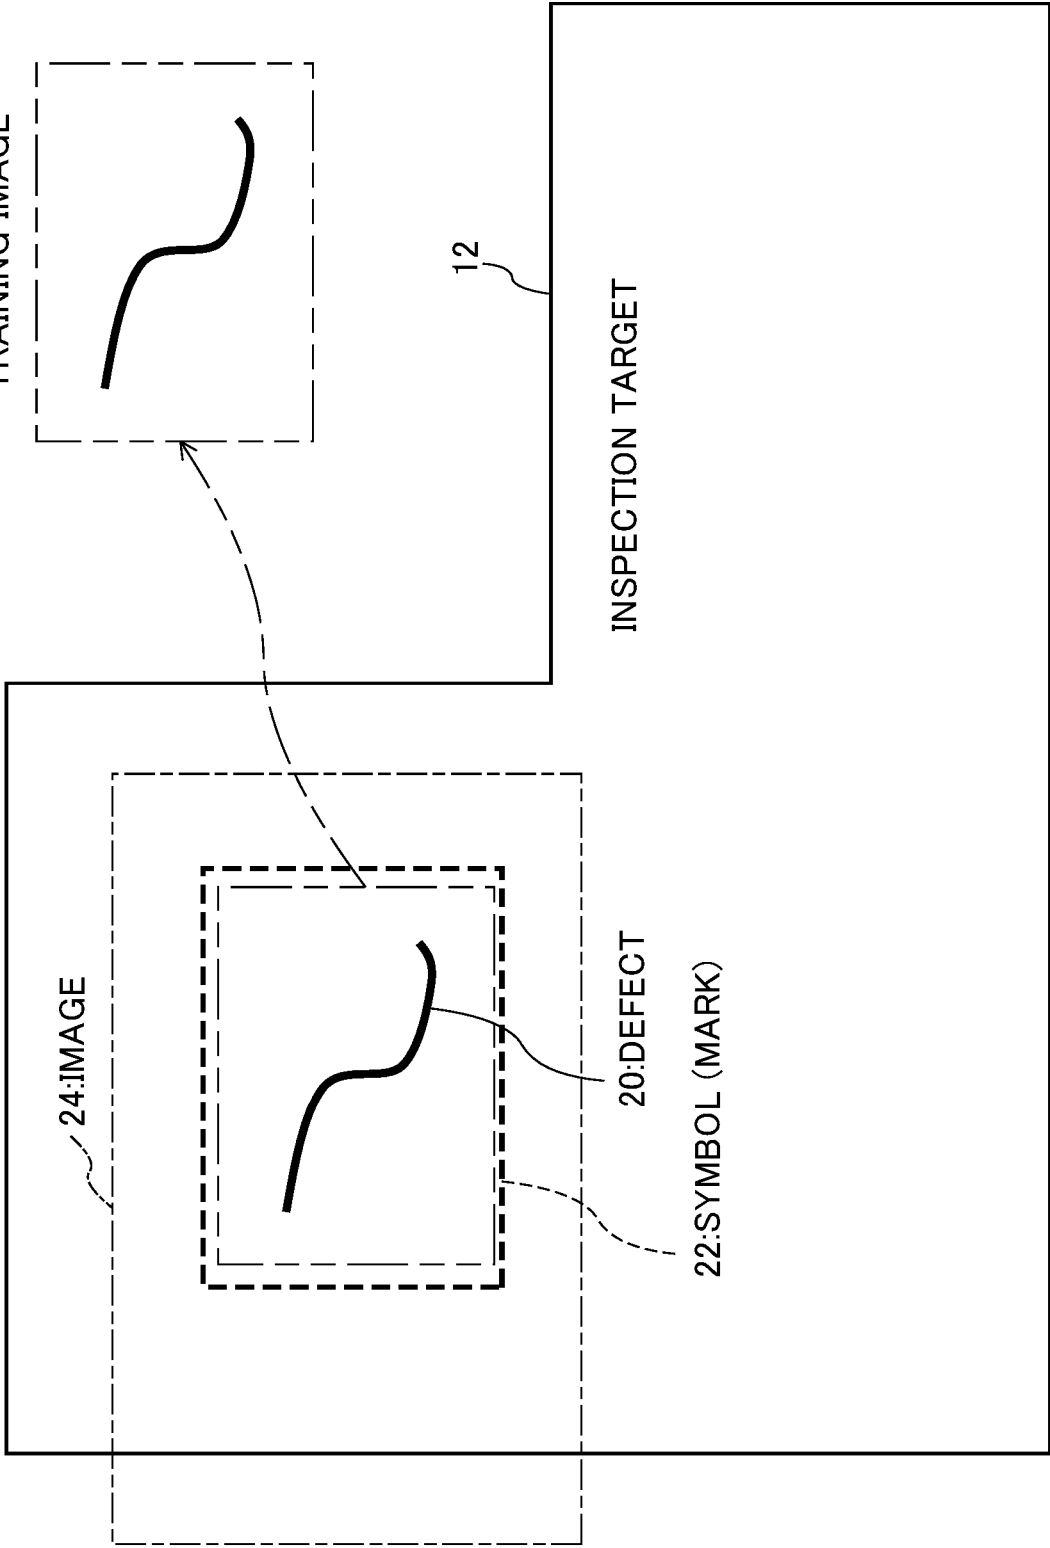 TRAINING IMAGE
12
INSPECTION TARGET
24:IMAGE
20:DEFECT
22:SYMBOL (MARK)